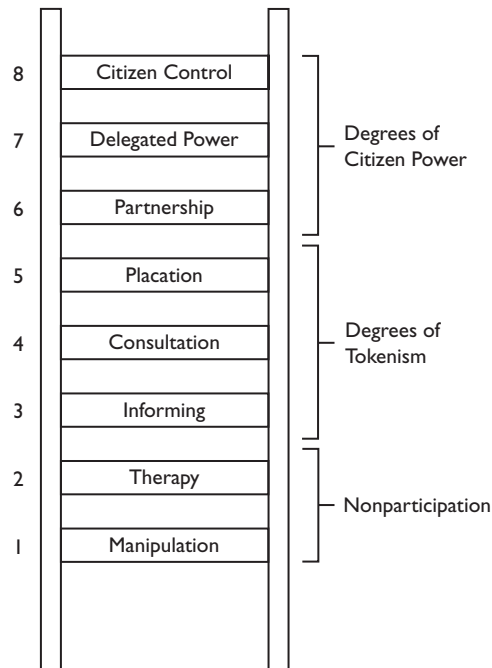 8 Citizen Control
7 Delegated Power
Degrees of
Citizen Power
6 Partnership
5 Placation
4 Consultation
Degrees of
Tokenism
3 Informing
2 Therapy
Nonparticipation
1 Manipulation